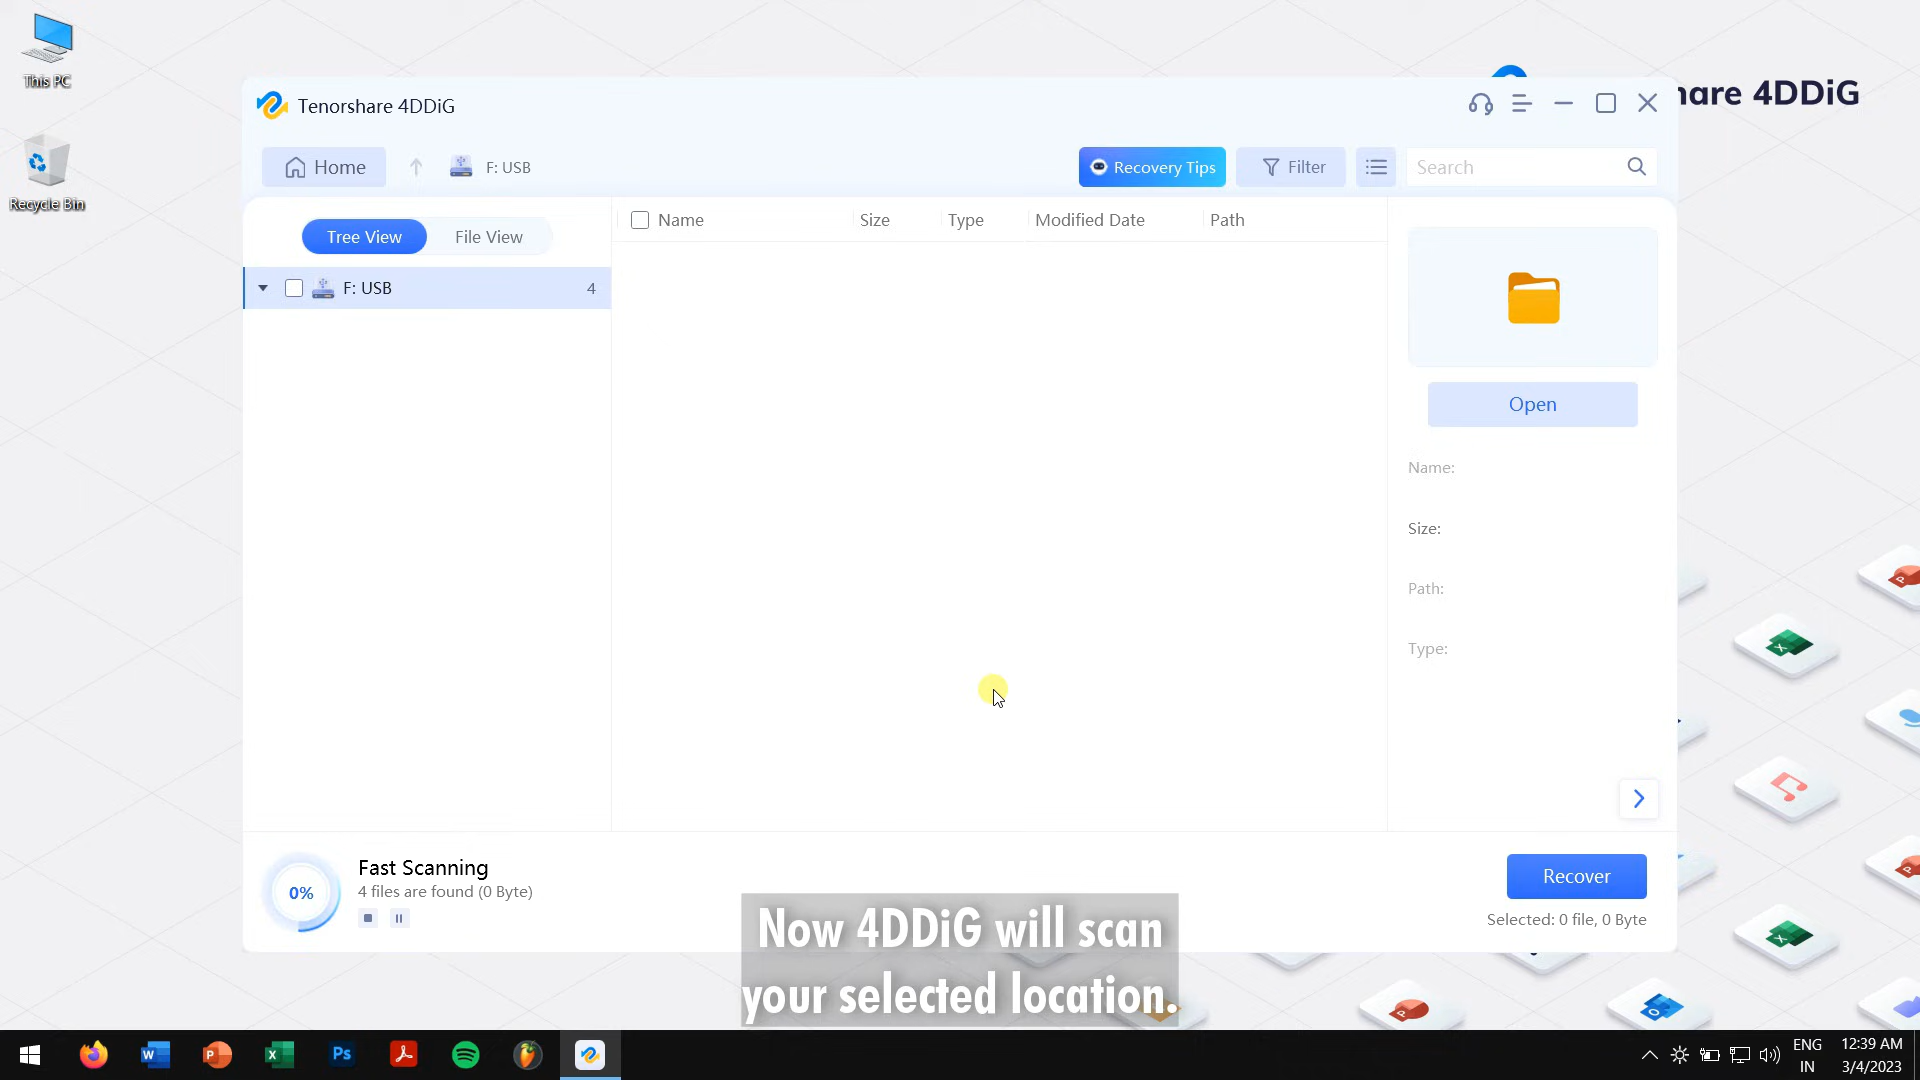 This PC
Recycle Bin
hare 4DDiG
Tenorshare 4DDiG
Home
F: USB
Recovery Tips
Filter
Search
Tree View
File View
Name
Size
Type
Modified Date
Path
F: USB
4
Open
Name:
Size:
Path:
Type:
0%
Fast Scanning
4 files are found (0 Byte)
Recover
Selected: 0 file, 0 Byte
Now 4DDiG will scan
your selected location.
Ps
ENG
IN
12:39 AM
3/4/2023